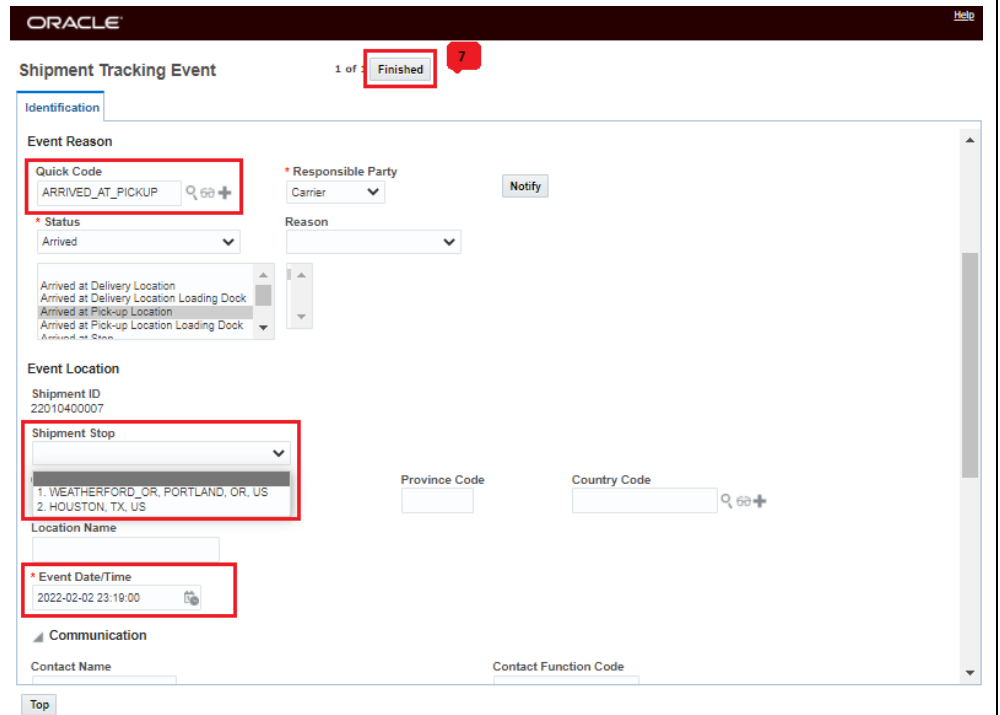 ORACLE
Help
Shipment Tracking Event
1 of 1
Finished
7
Identification
Event Reason
Quick Code
* Responsible Party
ARRIVED_AT_PICKUP
Carrier
Notify
* Status
Reason
Arrived
Arrived at Delivery Location
Arrived at Delivery Location Loading Dock
Arrived at Pick-up Location
Arrived at Pick-up Location Loading Dock
Arrived at Stop
Event Location
Shipment ID
22010400007
Shipment Stop
Province Code
Country Code
1. WEATHERFORD_OR, PORTLAND, OR, US
2. HOUSTON, TX, US
Location Name
* Event Date/Time
2022-02-02 23:19:00
Communication
Contact Name
Contact Function Code
Top